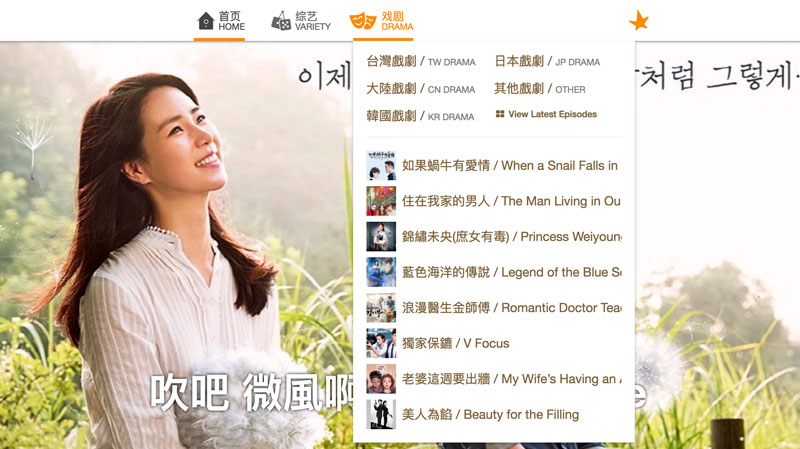 首页
HOME
综艺
VARIETY
戏剧
DRAMA
이제
처럼 그렇게
台灣戲劇 / TW DRAMA
日本戲劇 / JP DRAMA
大陸戲劇 / CN DRAMA
其他戲劇 / OTHER
韓國戲劇 / KR DRAMA
View Latest Episodes
如果蝸牛有愛情 / When a Snail Falls in
住在我家的男人 / The Man Living in Ou
錦繡未央(庶女有毒) / Princess Weiyoung
藍色海洋的傳說 / Legend of the Blue Se
浪漫醫生金師傅 / Romantic Doctor Teac
獨家保鑣 / V Focus
老婆這週要出牆 / My Wife's Having an A
美人為餡 / Beauty for the Filling
吹吧 微風啊